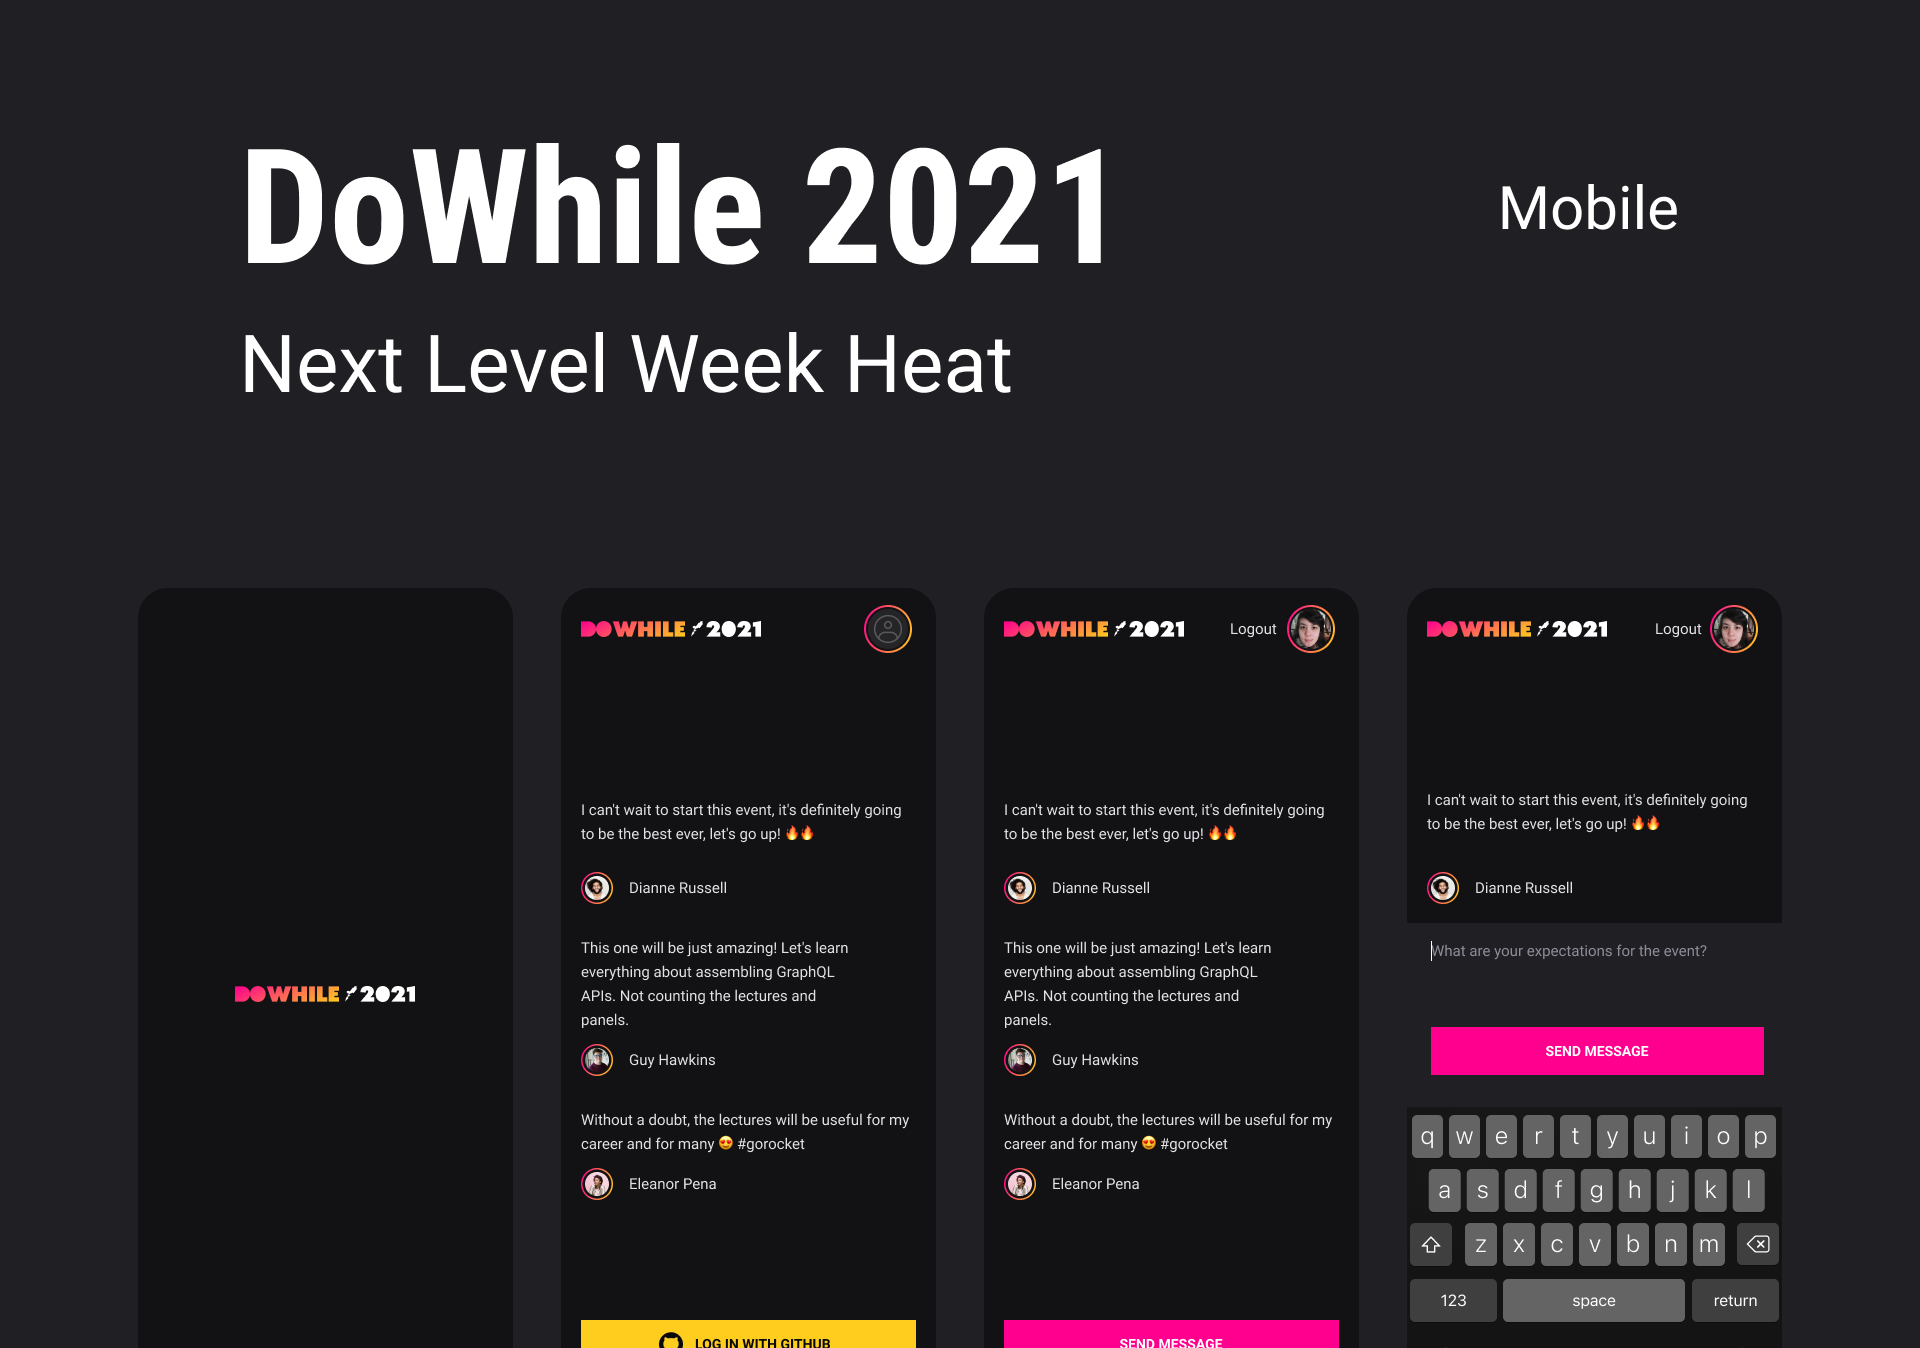 DoWhile 2021
Mobile
Next Level Week Heat
DOWHILE 2021
DOWHILE 2021
I can't wait to start this event, it's definitely going
to be the best ever, let's go up! 🔥🔥
Dianne Russell
This one will be just amazing! Let's learn
everything about assembling GraphQL
APIs. Not counting the lectures and
panels.
Guy Hawkins
Without a doubt, the lectures will be useful for my
career and for many 😍 #gorocket
Eleanor Pena
LOG IN WITH GITHUB
DOWHILE 2021
Logout
I can't wait to start this event, it's definitely going
to be the best ever, let's go up! 🔥🔥
Dianne Russell
This one will be just amazing! Let's learn
everything about assembling GraphQL
APIs. Not counting the lectures and
panels.
Guy Hawkins
Without a doubt, the lectures will be useful for my
career and for many 😍 #gorocket
Eleanor Pena
SEND MESSAGE
DOWHILE 2021
Logout
I can't wait to start this event, it's definitely going
to be the best ever, let's go up! 🔥🔥
Dianne Russell
What are your expectations for the event?
SEND MESSAGE
q w e r t y u i o p
a s d f g h j k l
z x c v b n m
123 space return